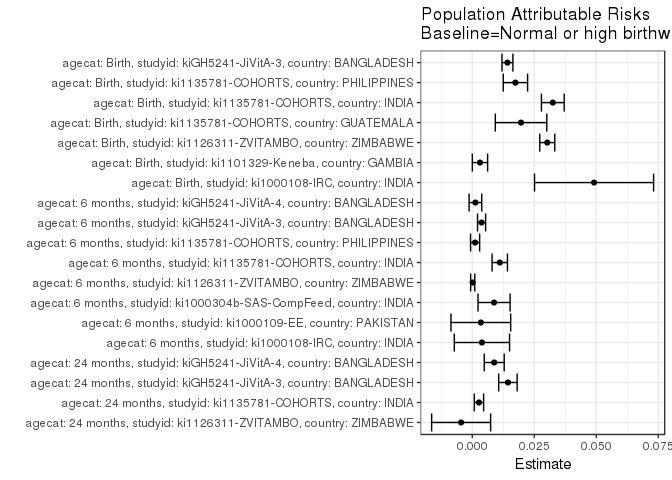 Population Attributable Risks
Baseline=Normal or high birthw
agecat: Birth, studyid: kiGH5241-JiVitA-3, country: BANGLADESH
agecat: Birth, studyid: ki1135781-COHORTS, country: PHILIPPINES
agecat: Birth, studyid: ki1135781-COHORTS, country: INDIA
agecat: Birth, studyid: ki1135781-COHORTS, country: GUATEMALA
agecat: Birth, studyid: ki1126311-ZVITAMBO, country: ZIMBABWE
agecat: Birth, studyid: ki1101329-Keneba, country: GAMBIA
agecat: Birth, studyid: ki1000108-IRC, country: INDIA
agecat: 6 months, studyid: kiGH5241-JiVitA-4, country: BANGLADESH
agecat: 6 months, studyid: kiGH5241-JiVitA-3, country: BANGLADESH
agecat: 6 months, studyid: ki1135781-COHORTS, country: PHILIPPINES
agecat: 6 months, studyid: ki1135781-COHORTS, country: INDIA
agecat: 6 months, studyid: ki1126311-ZVITAMBO, country: ZIMBABWE
agecat: 6 months, studyid: ki1000304b-SAS-CompFeed, country: INDIA
agecat: 6 months, studyid: ki1000109-EE, country: PAKISTAN
agecat: 6 months, studyid: ki1000108-IRC, country: INDIA
agecat: 24 months, studyid: kiGH5241-JiVitA-4, country: BANGLADESH
agecat: 24 months, studyid: kiGH5241-JiVitA-3, country: BANGLADESH
agecat: 24 months, studyid: ki1135781-COHORTS, country: INDIA
agecat: 24 months, studyid: ki1126311-ZVITAMBO, country: ZIMBABWE
0.000 0.025 0.050 0.075
Estimate